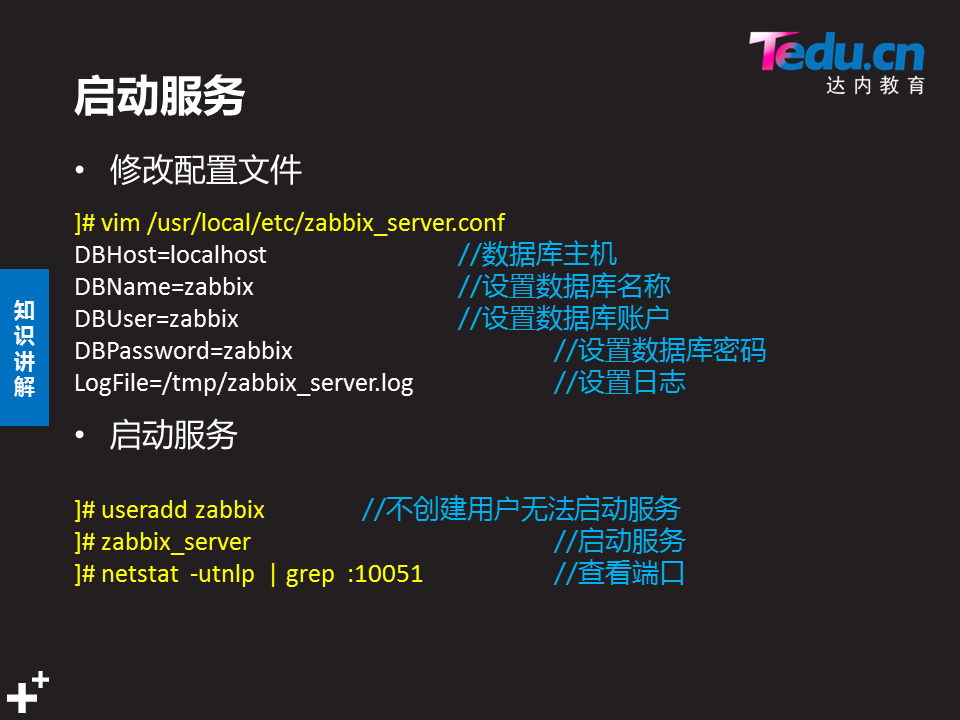 Tedu.cn
达内教育
启动服务
• 修改配置文件
]# vim /usr/local/etc/zabbix_server.conf
DBHost=localhost //数据库主机
DBName=zabbix //设置数据库名称
DBUser=zabbix //设置数据库账户
DBPassword=zabbix //设置数据库密码
LogFile=/tmp/zabbix_server.log //设置日志
知识讲解
• 启动服务
]# useradd zabbix //不创建用户无法启动服务
]# zabbix_server //启动服务
]# netstat -utnlp | grep :10051 //查看端口